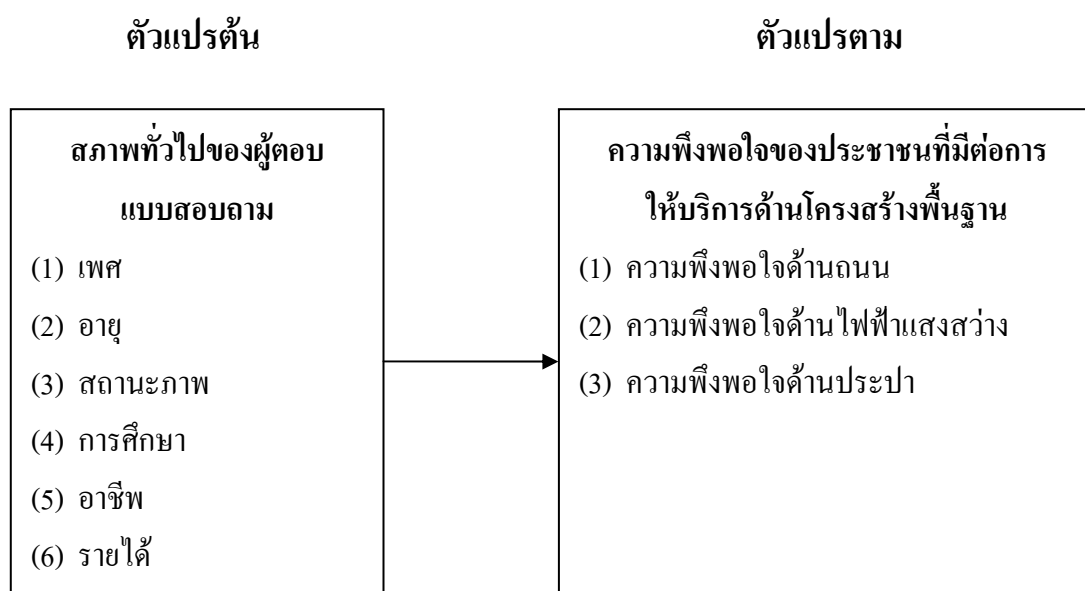 ตัวแปรต้น
ตัวแปรตาม
สภาพทั่วไปของผู้ตอบ
แบบสอบถาม
(1) เพศ
(2) อายุ
(3) สถานะภาพ
(4) การศึกษา
(5) อาชีพ
(6) รายได้
ความพึงพอใจของประชาชนที่มีต่อการ
ให้บริการด้านโครงสร้างพื้นฐาน
(1) ความพึงพอใจด้านถนน
(2) ความพึงพอใจด้านไฟฟ้าแสงสว่าง
(3) ความพึงพอใจด้านประปา